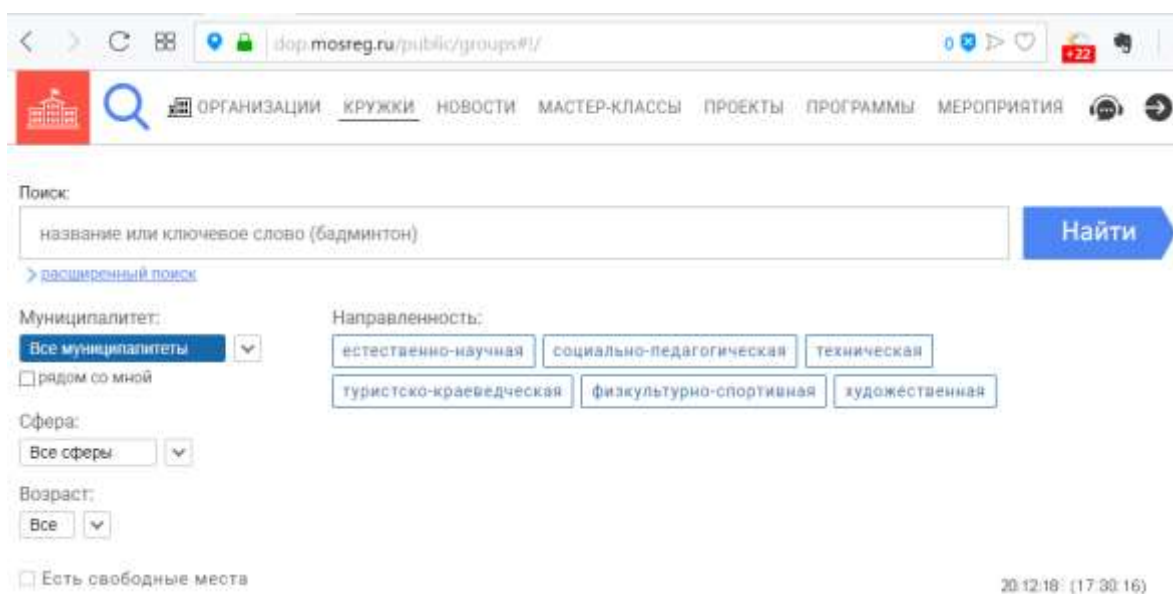 dop.mosreg.ru/public/groups#!/ 0 +22
ОРГАНИЗАЦИИ КРУЖКИ НОВОСТИ МАСТЕР-КЛАССЫ ПРОЕКТЫ ПРОГРАММЫ МЕРОПРИЯТИЯ
Поиск:
название или ключевое слово (бадминтон) Найти
расширенный поиск
Муниципалитет: Направленность:
Все муниципалитеты естественно-научная социально-педагогическая техническая
рядом со мной
туристско-краеведческая физкультурно-спортивная художественная
Сфера:
Все сферы
Возраст:
Все
Есть свободные места 20.12.18 (17:30:16)